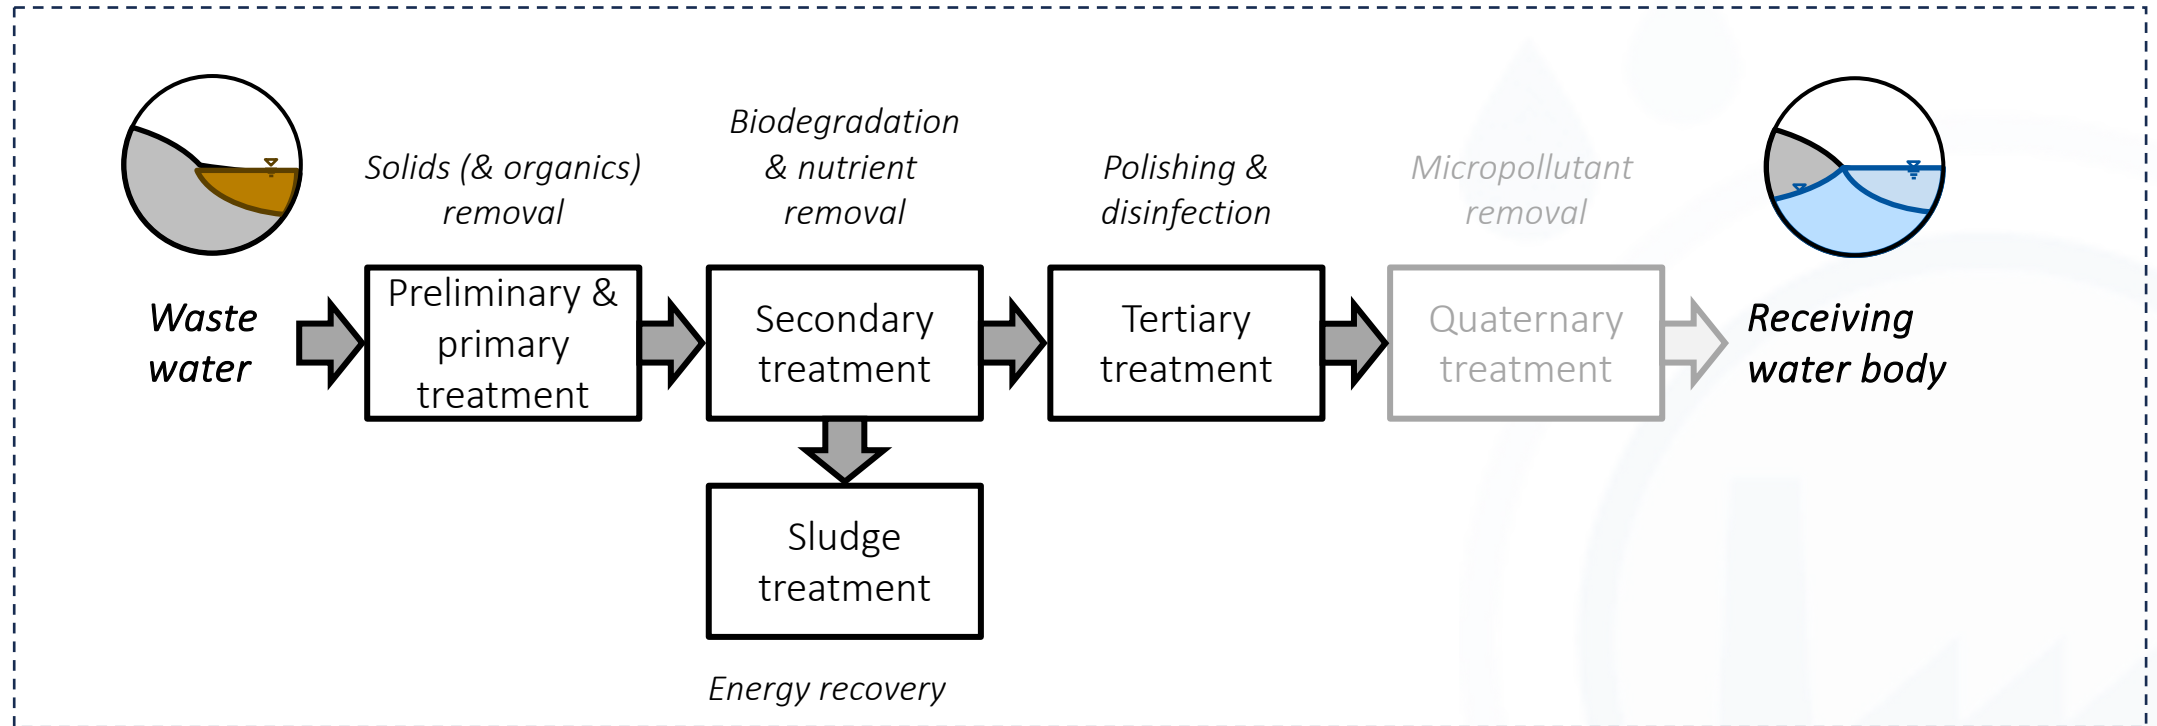 Waste
water
Solids (& organics)
removal
Preliminary &
primary
treatment
Biodegradation
& nutrient
removal
Secondary
treatment
Sludge
treatment
Energy recovery
Polishing &
disinfection
Tertiary
treatment
Micropollutant
removal
Quaternary
treatment
Receiving
water body